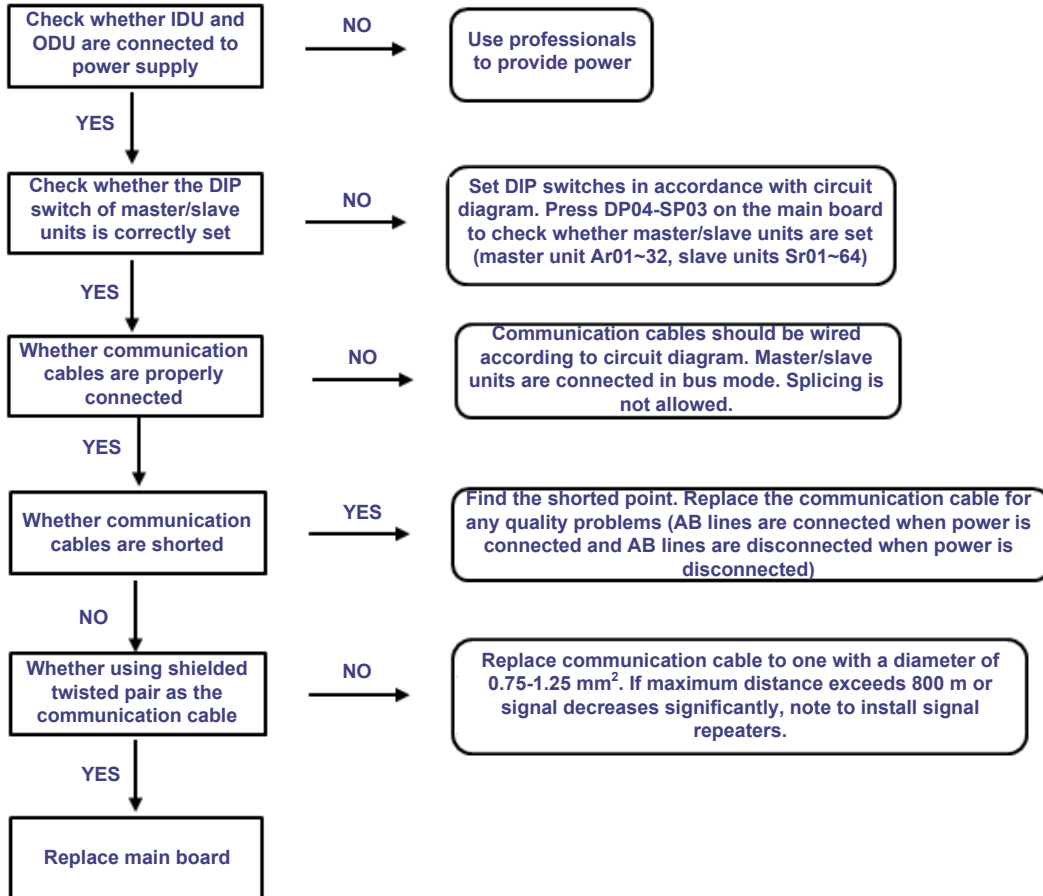 Check whether IDU and
ODU are connected to
power supply
NO
Use professionals
to provide power
YES
Check whether the DIP
switch of master/slave
units is correctly set
NO
Set DIP switches in accordance with circuit
diagram. Press DP04-SP03 on the main board
to check whether master/slave units are set
(master unit Ar01~32, slave units Sr01~64)
YES
Whether communication
cables are properly
connected
NO
Communication cables should be wired
according to circuit diagram. Master/slave
units are connected in bus mode. Splicing is
not allowed.
YES
Whether communication
cables are shorted
YES
Find the shorted point. Replace the communication cable for
any quality problems (AB lines are connected when power is
connected and AB lines are disconnected when power is
disconnected)
NO
Whether using shielded
twisted pair as the
communication cable
NO
Replace communication cable to one with a diameter of
0.75-1.25 mm². If maximum distance exceeds 800 m or
signal decreases significantly, note to install signal
repeaters.
YES
Replace main board